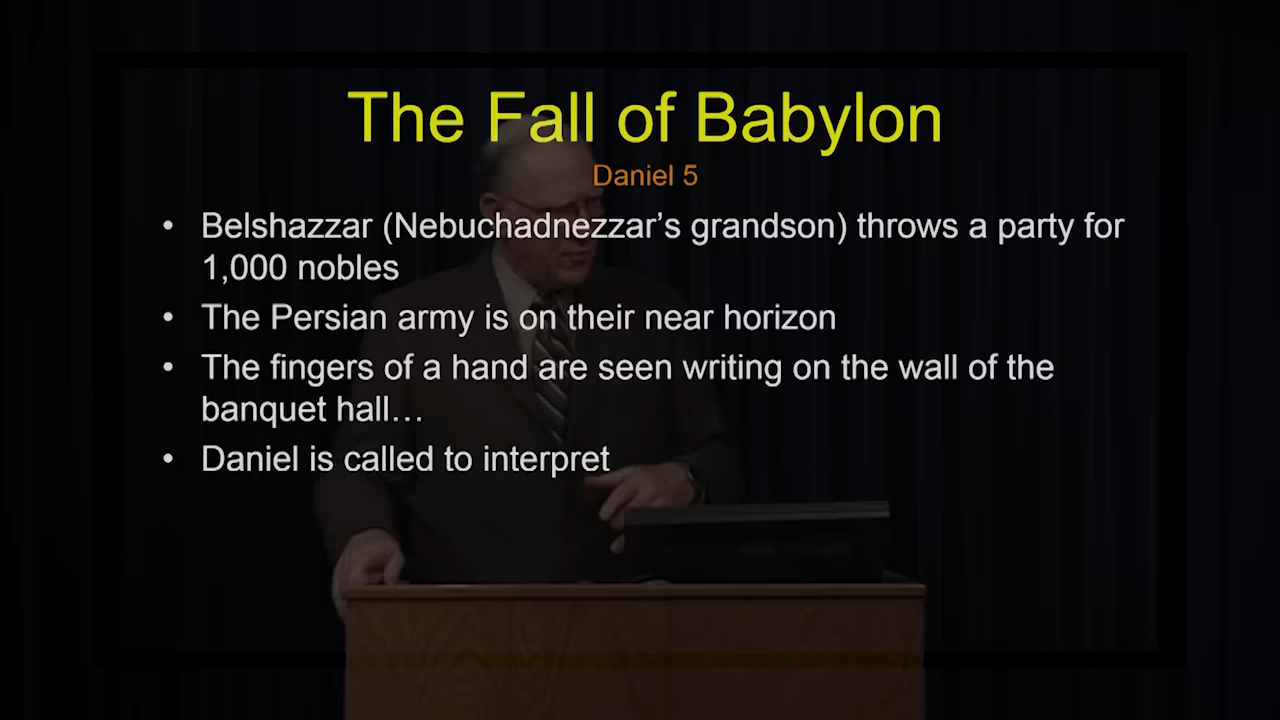 The Fall of Babylon
Daniel 5
• Belshazzar (Nebuchadnezzar’s grandson) throws a party for
1,000 nobles
• The Persian army is on their near horizon
• The fingers of a hand are seen writing on the wall of the
banquet hall…
• Daniel is called to interpret